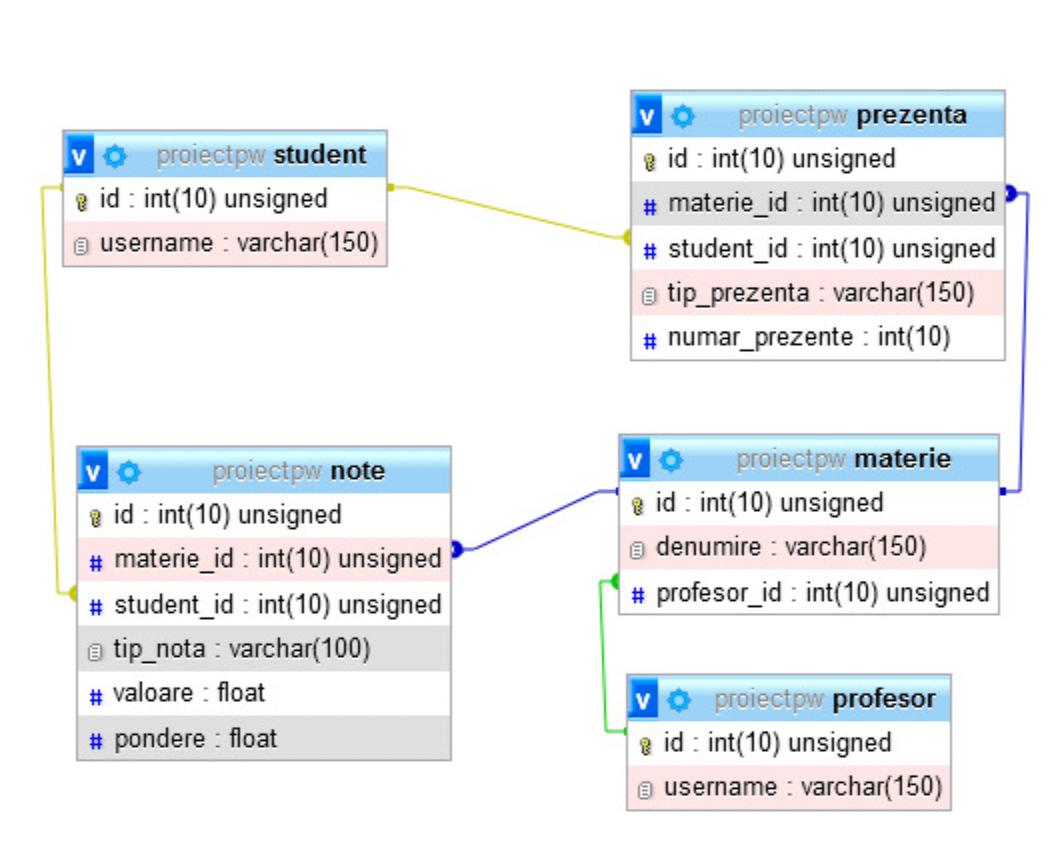 v proiectpw student
id : int(10) unsigned
# username : varchar(150)
v proiectpw prezenta
id : int(10) unsigned
# materie_id : int(10) unsigned
# student_id : int(10) unsigned
tip_prezenta : varchar(150)
# numar_prezente : int(10)
v proiectpw note
id : int(10) unsigned
# materie_id : int(10) unsigned
# student_id : int(10) unsigned
tip_nota : varchar(100)
# valoare : float
# pondere : float
v proiectpw materie
id : int(10) unsigned
denumire : varchar(150)
# profesor_id : int(10) unsigned
v proiectpw profesor
id : int(10) unsigned
username : varchar(150)